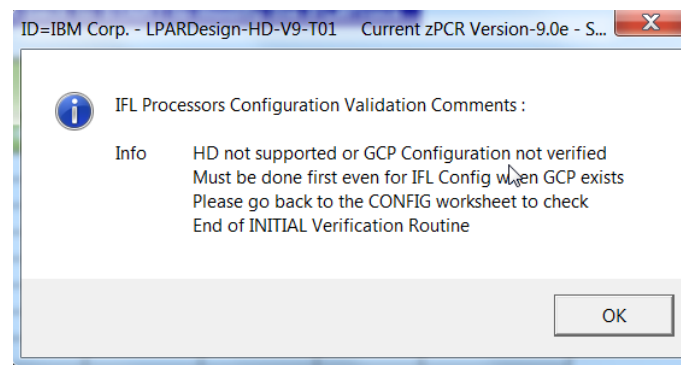 ID=IBM Corp. - LPARDesign-HD-V9-T01 Current zPCR Version-9.0e - S...
IFL Processors Configuration Validation Comments :
Info HD not supported or GCP Configuration not verified
Must be done first even for IFL Config when GCP exists
Please go back to the CONFIG worksheet to check
End of INITIAL Verification Routine
OK